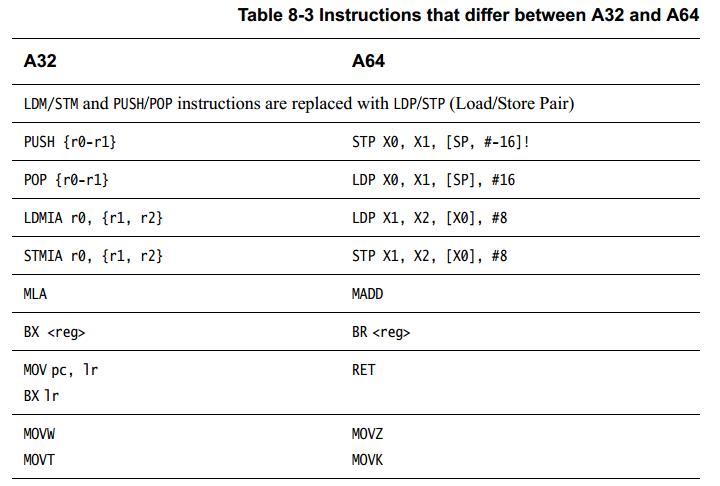 Table 8-3 Instructions that differ between A32 and A64
A32 A64
LDM/STM and PUSH/POP instructions are replaced with LDP/STP (Load/Store Pair)
PUSH {r0-r1} STP X0, X1, [SP, #-16]!
POP {r0-r1} LDP X0, X1, [SP], #16
LDMIA r0, {r1, r2} LDP X1, X2, [X0], #8
STMIA r0, {r1, r2} STP X1, X2, [X0], #8
MLA MADD
BX <reg> BR <reg>
MOV pc, lr RET
BX lr
MOVW MOVZ
MOVT MOVK